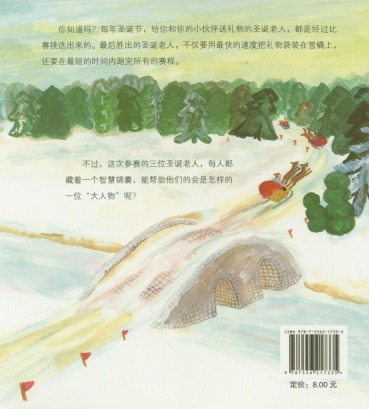 你知道吗？每年圣诞节，给你和你的小伙伴送礼物的圣诞老人，都是经过比
赛挑选出来的。最后胜出的圣诞老人，不仅要用最快的速度把礼物袋装在雪橇上，
还要在最短的时间内跑完所有的赛程。
不过，这次参赛的三位圣诞老人，每人都
藏着一个智慧锦囊，能帮助他们的会是怎样的
一位“大人物”呢？
定价：8.00 元